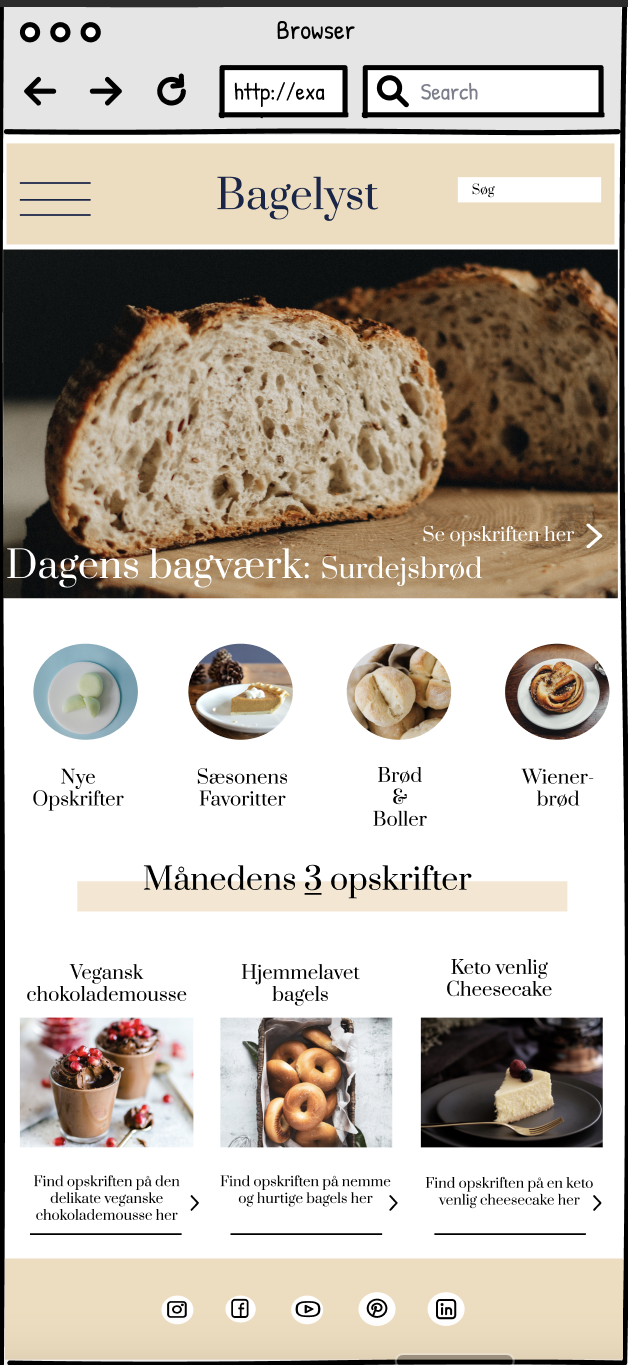 Browser
http://exa
Search
Bagelyst
Søg
Se opskriften her
Dagens bagværk: Surdejsbrød
Nye
Opskrifter
Sæsonens
Favoritter
Brød
&
Boller
Wiener-
brød
Månedens 3 opskrifter
Vegansk
chokolademousse
Hjemmelavet
bagels
Keto venlig
Cheesecake
Find opskriften på den
delikate veganske
chokolademousse her
Find opskriften på nemme
og hurtige bagels her
Find opskriften på en keto
venlig cheesecake her